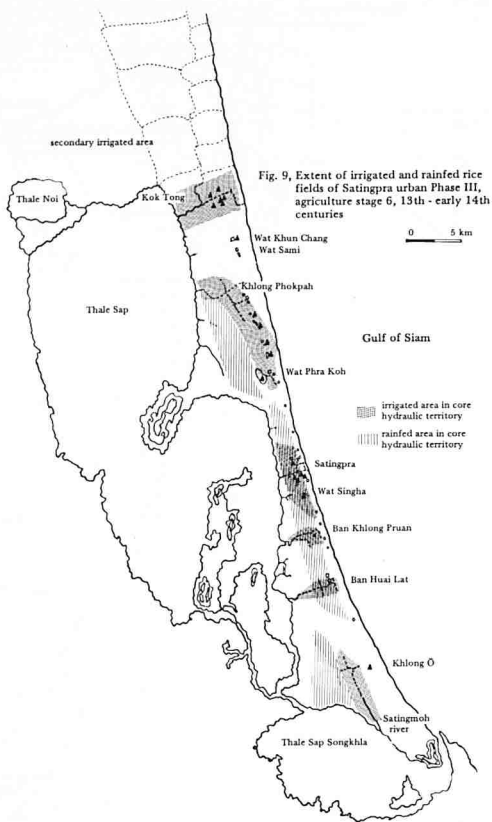 secondary irrigated area
Thale Noi
Kok Tong
Fig. 9, Extent of irrigated and rainfed rice
fields of Satingpra urban Phase III,
agriculture stage 6, 13th - early 14th
centuries
0 5 km
Wat Khun Chang
Wat Sami
Khlong Phokpah
Thale Sap
Gulf of Siam
Wat Phra Koh
irrigated area in core
hydraulic territory
rainfed area in core
hydraulic territory
Satingpra
Wat Singha
Ban Khlong Pruan
Ban Huai Lat
Khlong Ō
Satingmoh
river
Thale Sap Songkhla